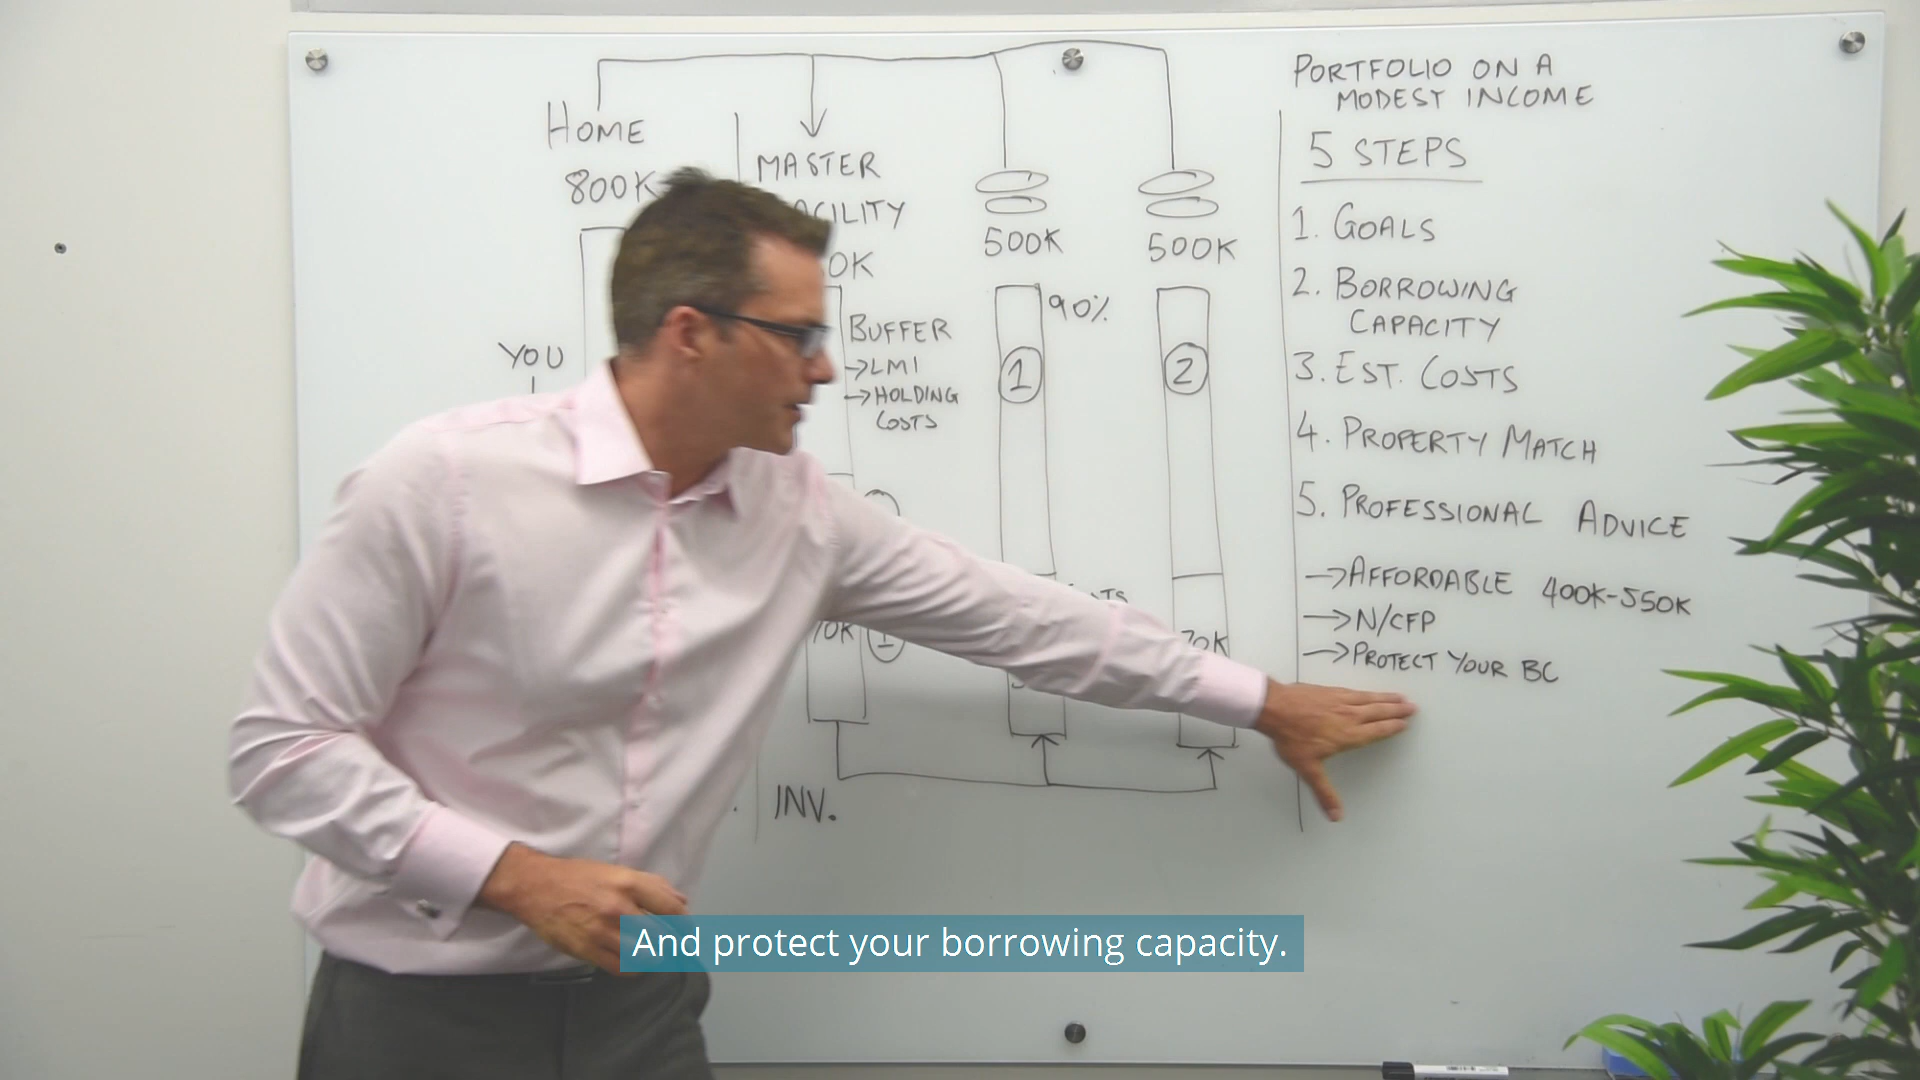 HOME
800K
YOU
MASTER
500K
90%
1
500K
2
BUFFER
→LMI
→HOLDING
COSTS
70K
INV.
PORTFOLIO ON A
MODEST INCOME
5 STEPS
1. GOALS
2. BORROWING
CAPACITY
3. EST. COSTS
4. PROPERTY MATCH
5. PROFESSIONAL ADVICE
→AFFORDABLE 400K-550K
→N/CFP
→PROTECT YOUR BC
And protect your borrowing capacity.